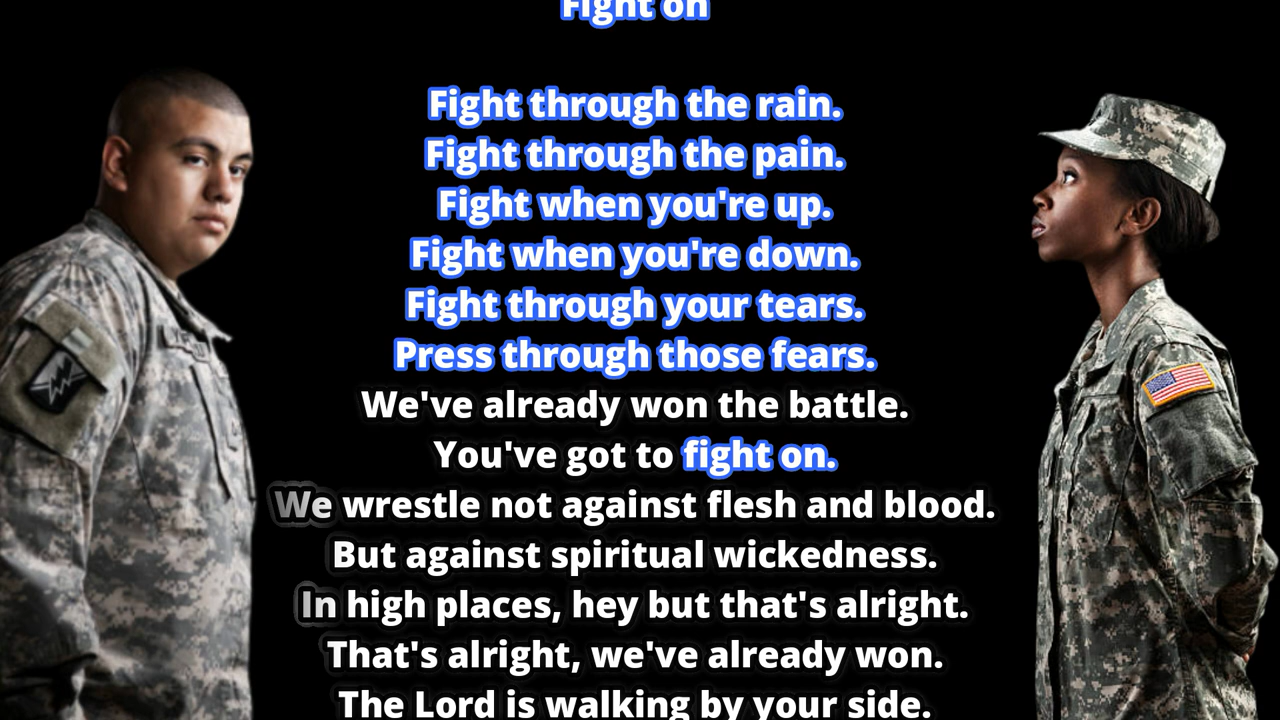 Fight on
Fight through the rain.
Fight through the pain.
Fight when you're up.
Fight when you're down.
Fight through your tears.
Press through those fears.
We've already won the battle.
You've got to fight on.
We wrestle not against flesh and blood.
But against spiritual wickedness.
In high places, hey but that's alright.
That's alright, we've already won.
The Lord is walking by your side.